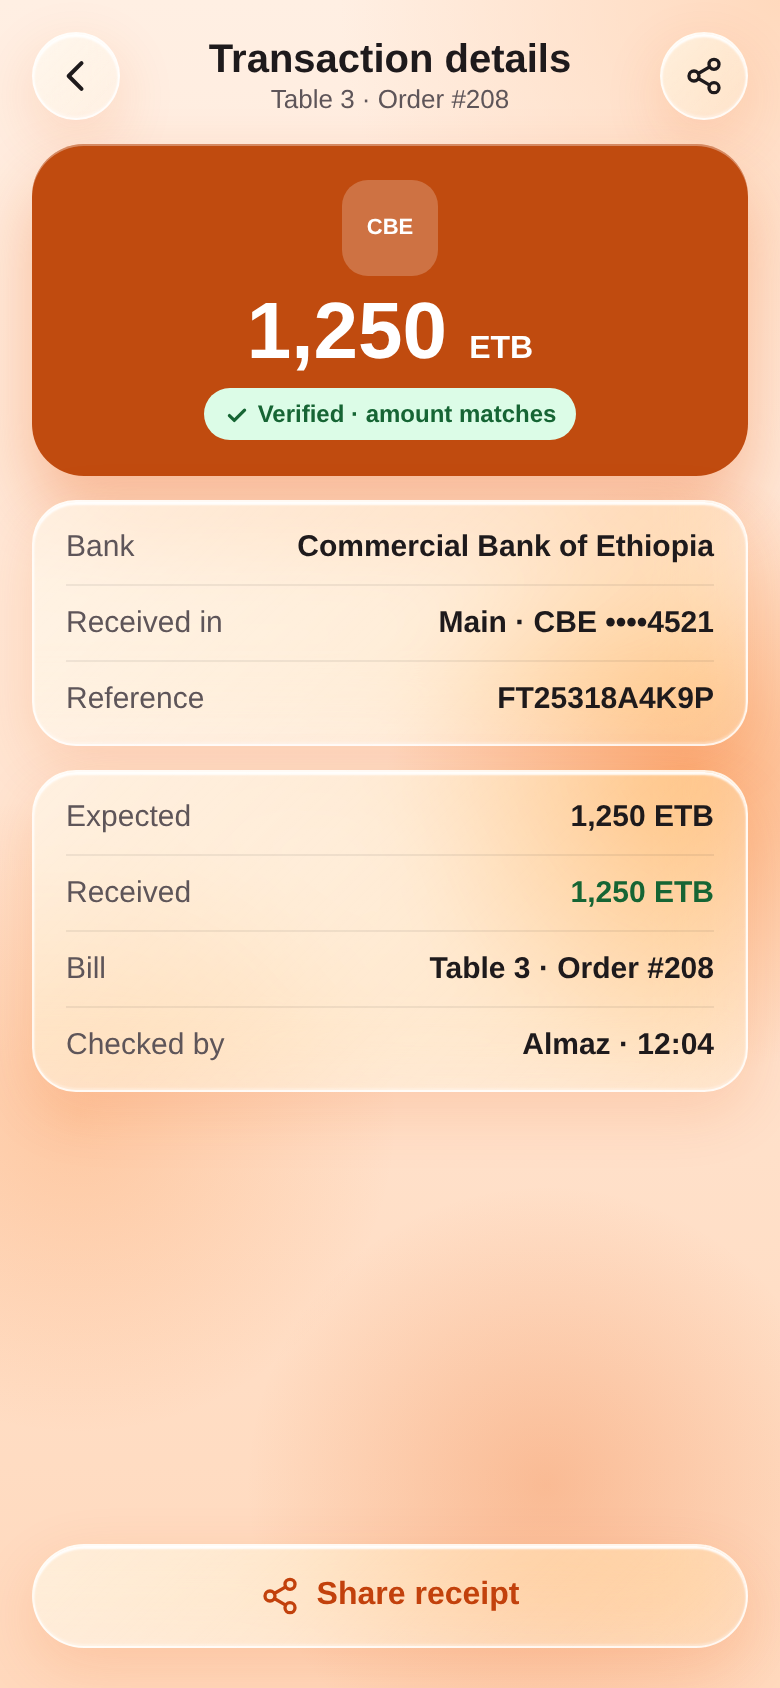 Transaction details
Table 3 · Order #208
CBE
1,250 ETB
Verified · amount matches
Bank Commercial Bank of Ethiopia
Received in Main · CBE ••••4521
Reference FT25318A4K9P
Expected 1,250 ETB
Received 1,250 ETB
Bill Table 3 · Order #208
Checked by Almaz · 12:04
Share receipt